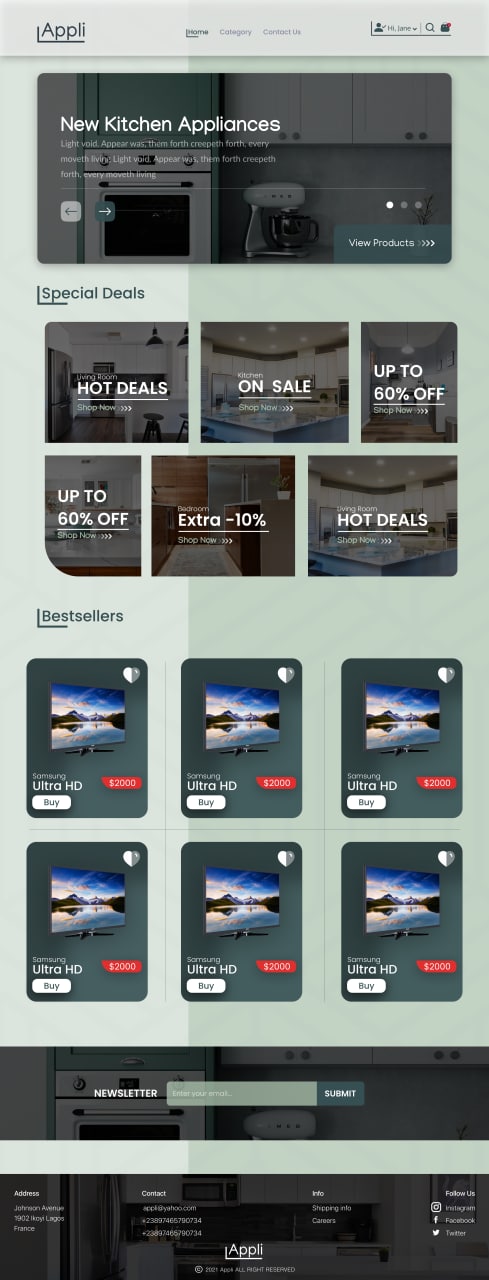 Appli
Home Category Contact Us
Hi, Jane
New Kitchen Appliances
Light void. Appear was, them forth creepeth forth, every
moveth living Light void. Appear was, them forth creepeth
forth, every moveth living
View Products
Special Deals
Living Room
HOT DEALS
Shop Now
Kitchen
ON SALE
Shop Now
UP TO
60% OFF
Shop Now
UP TO
60% OFF
Shop Now
Bedroom
Extra -10%
Shop Now
Living Room
HOT DEALS
Shop Now
Bestsellers
Samsung
Ultra HD
$2000
Buy
Samsung
Ultra HD
$2000
Buy
Samsung
Ultra HD
$2000
Buy
Samsung
Ultra HD
$2000
Buy
Samsung
Ultra HD
$2000
Buy
Samsung
Ultra HD
$2000
Buy
NEWSLETTER
Enter your email...
SUBMIT
Address
Johnson Avenue
1902 Ikoyi Lagos
France
Contact
appli@yahoo.com
+23897465790734
+23897465790734
Info
Shipping info
Careers
Follow Us
Instagram
Facebook
Twitter
Appli
© 2021 Appli ALL RIGHT RESERVED